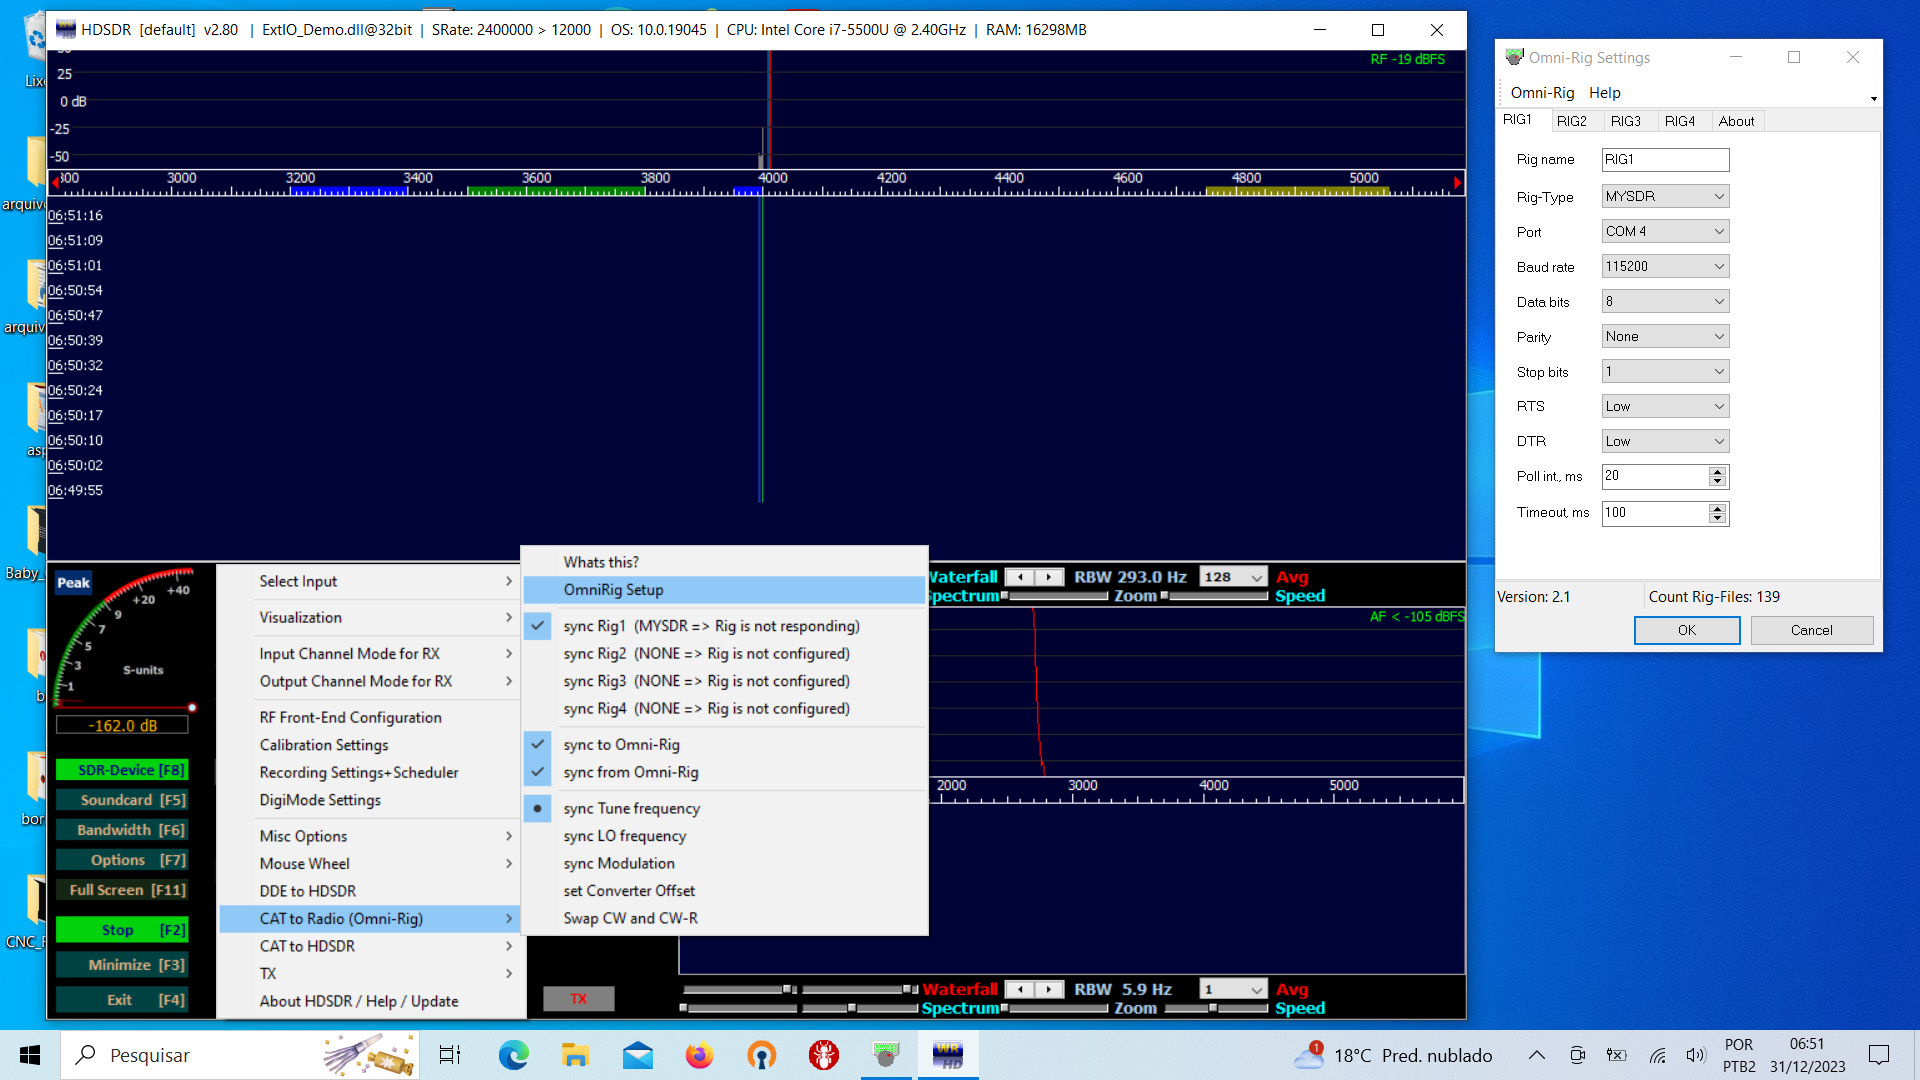 HDSDR [default] v2.80 | ExtIO_Demo.dll@32bit | SRate: 2400000 > 12000 | OS: 10.0.19045 | CPU: Intel Core i7-5500U @ 2.40GHz | RAM: 16298MB
RF -19 dBFS
25
0 dB
-25
-50
3000 3200 3400 3600 3800 4000 4200 4400 4600 4800 5000
06:51:16
06:51:09
06:51:01
06:50:54
06:50:47
06:50:39
06:50:32
06:50:24
06:50:17
06:50:10
06:50:02
06:49:55
Omni-Rig Settings
Omni-Rig Help
RIG1 RIG2 RIG3 RIG4 About
Rig name RIG1
Rig-Type MYSDR
Port COM 4
Baud rate 115200
Data bits 8
Parity None
Stop bits 1
RTS Low
DTR Low
Poll int., ms 20
Timeout, ms 100
Version: 2.1 Count Rig-Files: 139
OK Cancel
Peak
1 3 5 7 9 +20 +40
S-units
-162.0 dB
SDR-Device [F8]
Soundcard [F5]
Bandwidth [F6]
Options [F7]
Full Screen [F11]
Stop [F2]
Minimize [F3]
Exit [F4]
Select Input
Visualization
Input Channel Mode for RX
Output Channel Mode for RX
RF Front-End Configuration
Calibration Settings
Recording Settings+Scheduler
DigiMode Settings
Misc Options
Mouse Wheel
DDE to HDSDR
CAT to Radio (Omni-Rig)
CAT to HDSDR
TX
About HDSDR / Help / Update
Whats this?
OmniRig Setup
sync Rig1 (MYSDR => Rig is not responding)
sync Rig2 (NONE => Rig is not configured)
sync Rig3 (NONE => Rig is not configured)
sync Rig4 (NONE => Rig is not configured)
sync to Omni-Rig
sync from Omni-Rig
sync Tune frequency
sync LO frequency
sync Modulation
set Converter Offset
Swap CW and CW-R
Waterfall RBW 293.0 Hz 128 Avg
Spectrum Zoom Speed
AF < -105 dBFS
2000 3000 4000 5000
TX
Waterfall RBW 5.9 Hz 1 Avg
Spectrum Zoom Speed
arquiv
asp
Baby_
bor
CNC_F
Pesquisar
WR HD
1
18°C Pred. nublado
POR
PTB2
06:51
31/12/2023